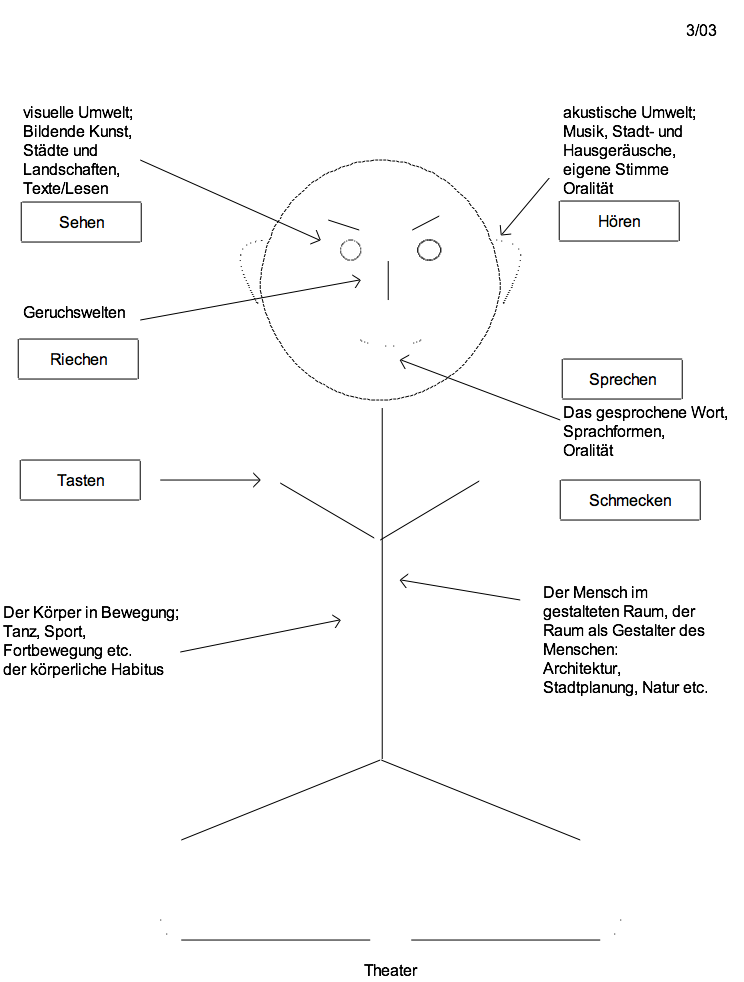 3/03
visuelle Umwelt;
Bildende Kunst,
Städte und
Landschaften,
Texte/Lesen
Sehen
akustische Umwelt;
Musik, Stadt- und
Hausgeräusche,
eigene Stimme
Oralität
Hören
Geruchswelten
Riechen
Sprechen
Das gesprochene Wort,
Sprachformen,
Oralität
Tasten
Schmecken
Der Körper in Bewegung;
Tanz, Sport,
Fortbewegung etc.
der körperliche Habitus
Der Mensch im
gestalteten Raum, der
Raum als Gestalter des
Menschen:
Architektur,
Stadtplanung, Natur etc.
Theater